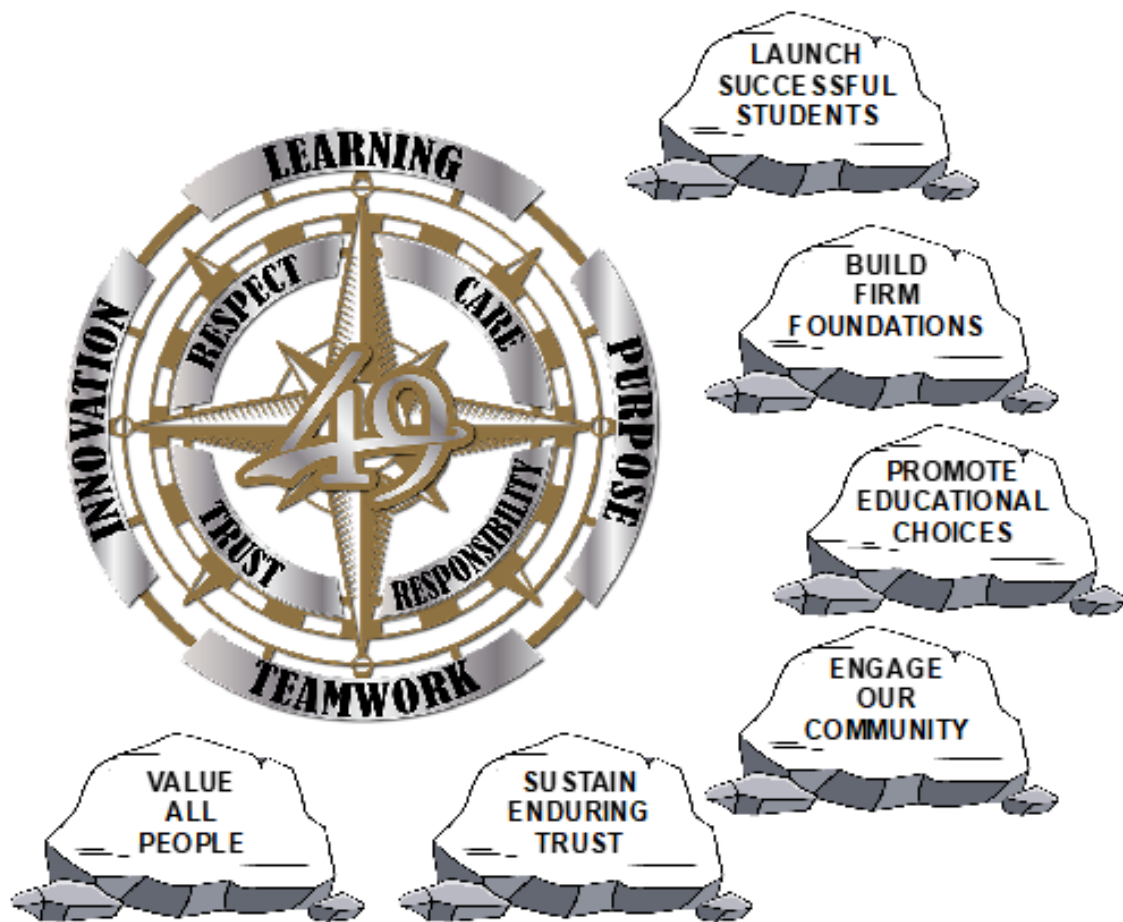 LEARNING
RESPECT
CARE
INNOVATION
PURPOSE
49
TRUST
RESPONSIBILITY
TEAMWORK
LAUNCH
SUCCESSFUL
STUDENTS
BUILD
FIRM
FOUNDATIONS
PROMOTE
EDUCATIONAL
CHOICES
ENGAGE
OUR
COMMUNITY
VALUE
ALL
PEOPLE
SUSTAIN
ENDURING
TRUST